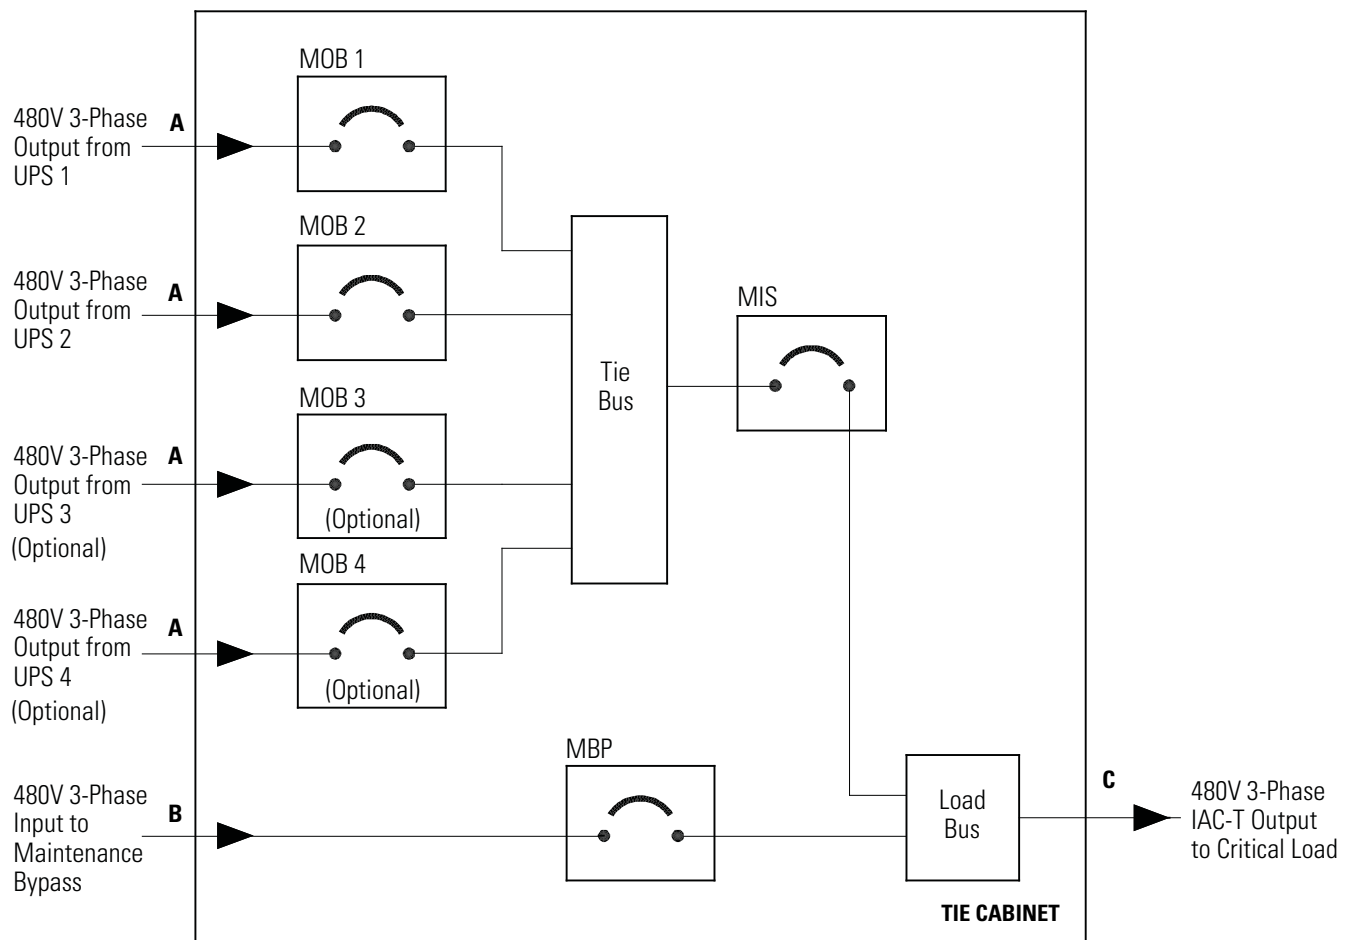 MOB 1
480V 3-Phase
Output from
UPS 1
A
MOB 2
480V 3-Phase
Output from
UPS 2
A
MOB 3
(Optional)
480V 3-Phase
Output from
UPS 3
(Optional)
A
MOB 4
(Optional)
480V 3-Phase
Output from
UPS 4
(Optional)
A
Tie
Bus
MIS
MBP
480V 3-Phase
Input to
Maintenance
Bypass
B
Load
Bus
C
480V 3-Phase
IAC-T Output
to Critical Load
TIE CABINET